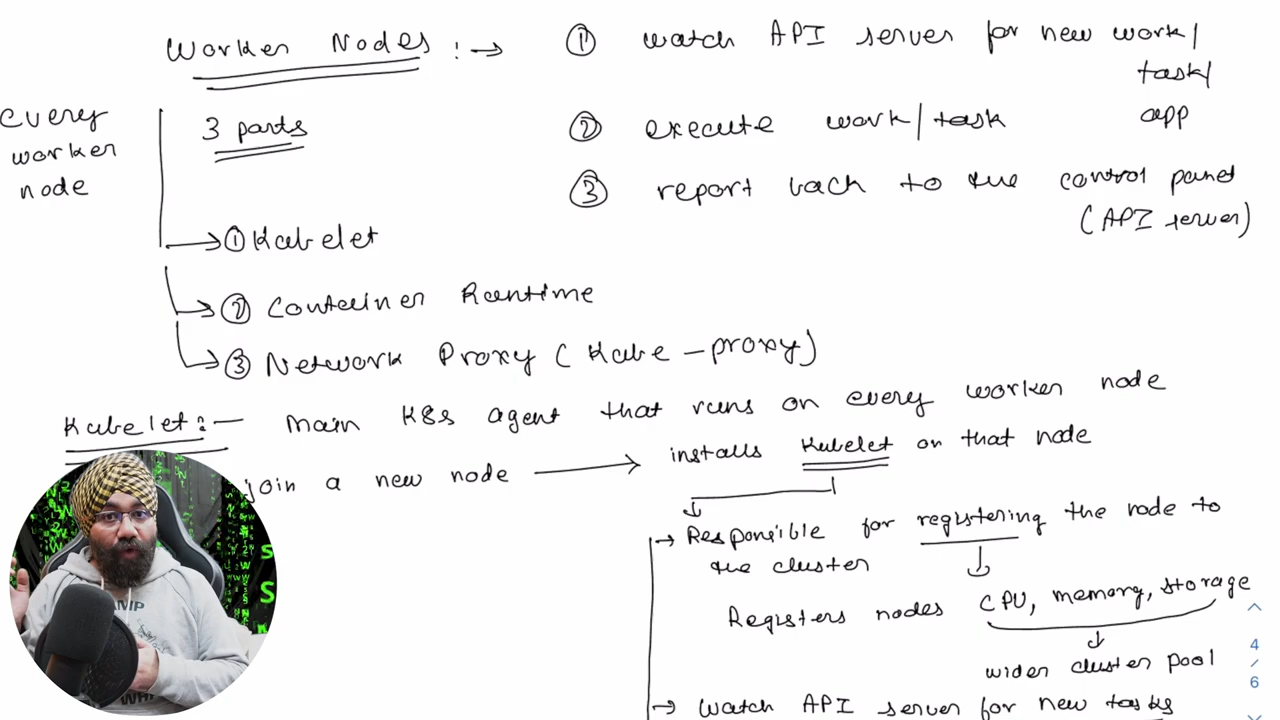 Worker Nodes :→
① watch API server for new work/
task/
app
② execute work/task
③ report back to the control panel
(API server)
every
worker
node
3 parts
① Kubelet
② Container Runtime
③ Network Proxy (Kube-proxy)
Kubelet:— Main K8s agent that runs on every worker node
join a new node → installs Kubelet on that node
→ Responsible for registering the node to
the cluster
Registers nodes CPU, memory, storage
wider cluster pool
→ Watch API server for new tasks
4
/
6